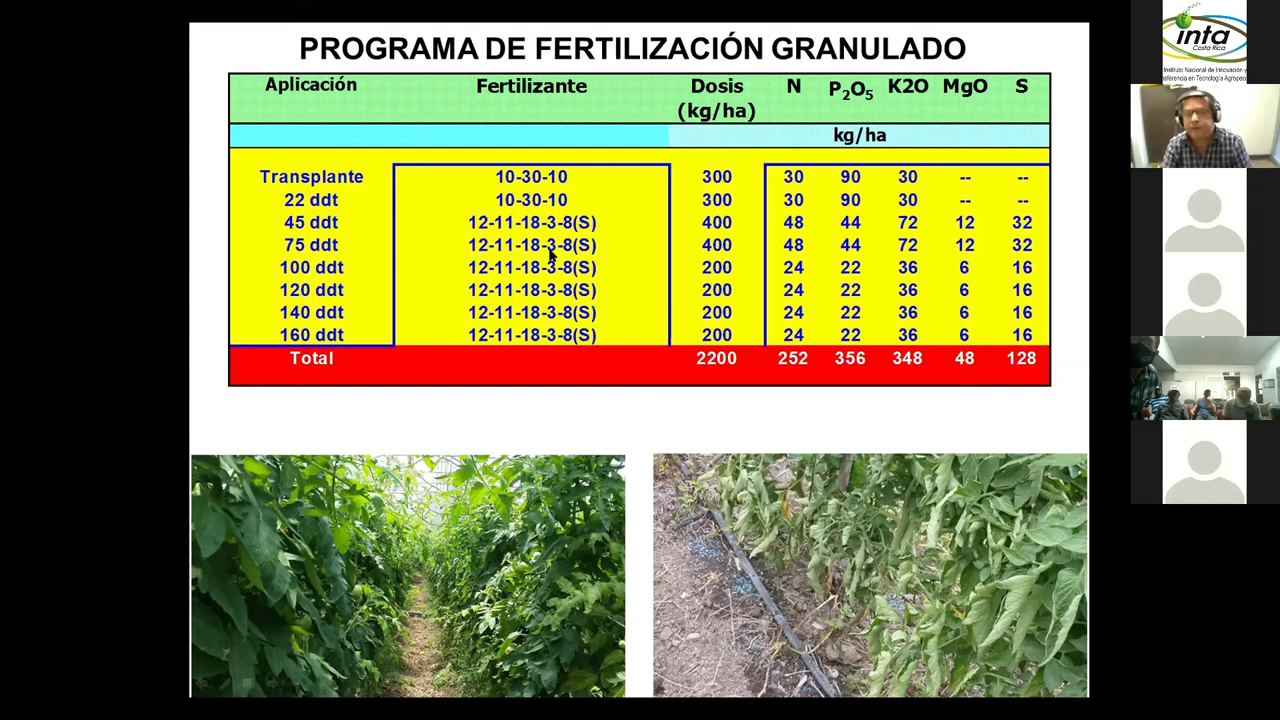 PROGRAMA DE FERTILIZACIÓN GRANULADO
Aplicación Fertilizante Dosis (kg/ha) N P2O5 K2O MgO S
kg/ha
Transplante 10-30-10 300 30 90 30 -- --
22 ddt 10-30-10 300 30 90 30 -- --
45 ddt 12-11-18-3-8(S) 400 48 44 72 12 32
75 ddt 12-11-18-3-8(S) 400 48 44 72 12 32
100 ddt 12-11-18-3-8(S) 200 24 22 36 6 16
120 ddt 12-11-18-3-8(S) 200 24 22 36 6 16
140 ddt 12-11-18-3-8(S) 200 24 22 36 6 16
160 ddt 12-11-18-3-8(S) 200 24 22 36 6 16
Total 2200 252 356 348 48 128
inta
Costa Rica
Instituto Nacional de Innovación y
sferencia en Tecnología Agropec